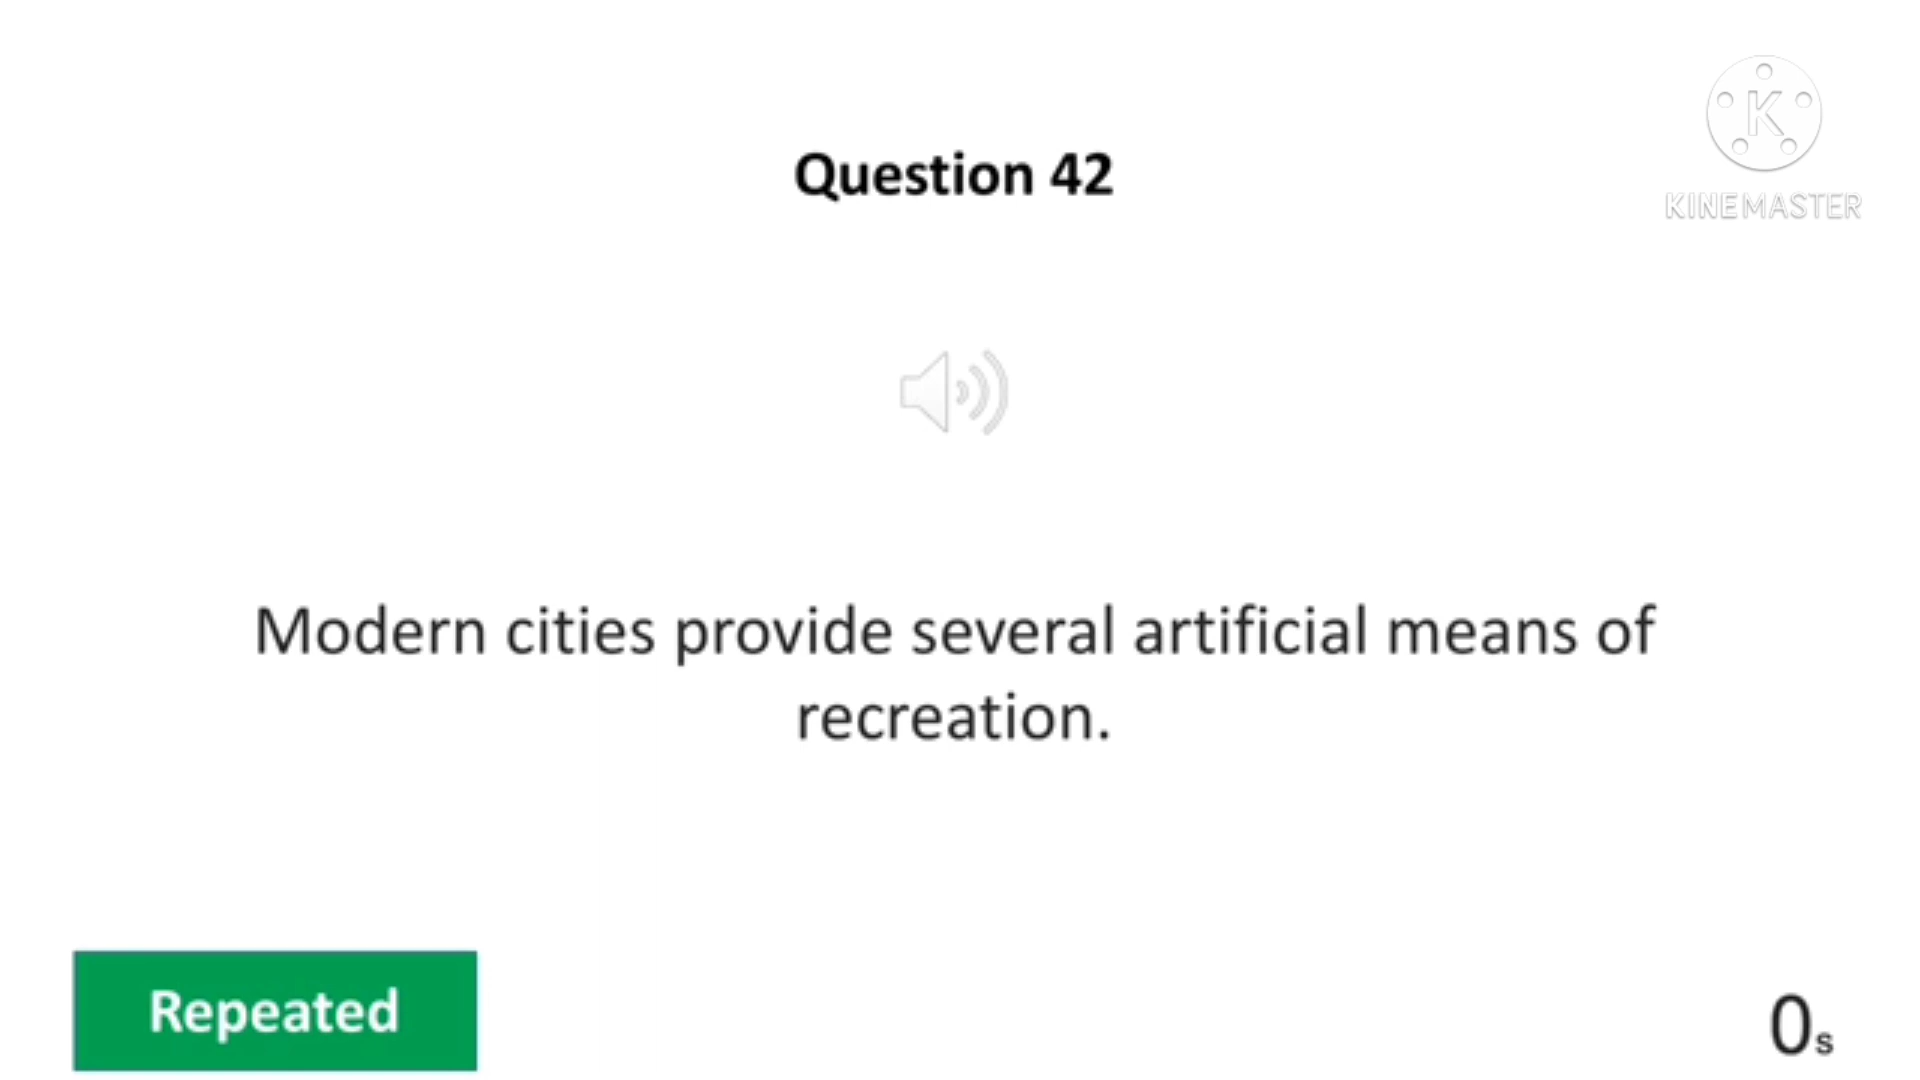 Question 42
K
KINEMASTER
Modern cities provide several artificial means of
recreation.
Repeated
0s